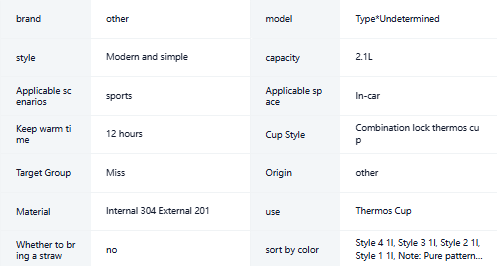 brand other model Type*Undetermined
style Modern and simple capacity 2.1L
Applicable sc
enarios
sports
Applicable sp
ace
In-car
Keep warm ti
me
12 hours
Cup Style
Combination lock thermos cu
p
Target Group Miss Origin other
Material Internal 304 External 201 use Thermos Cup
Whether to br
ing a straw
no
sort by color
Style 4 1l, Style 3 1l, Style 2 1l,
Style 1 1l, Note: Pure pattern...